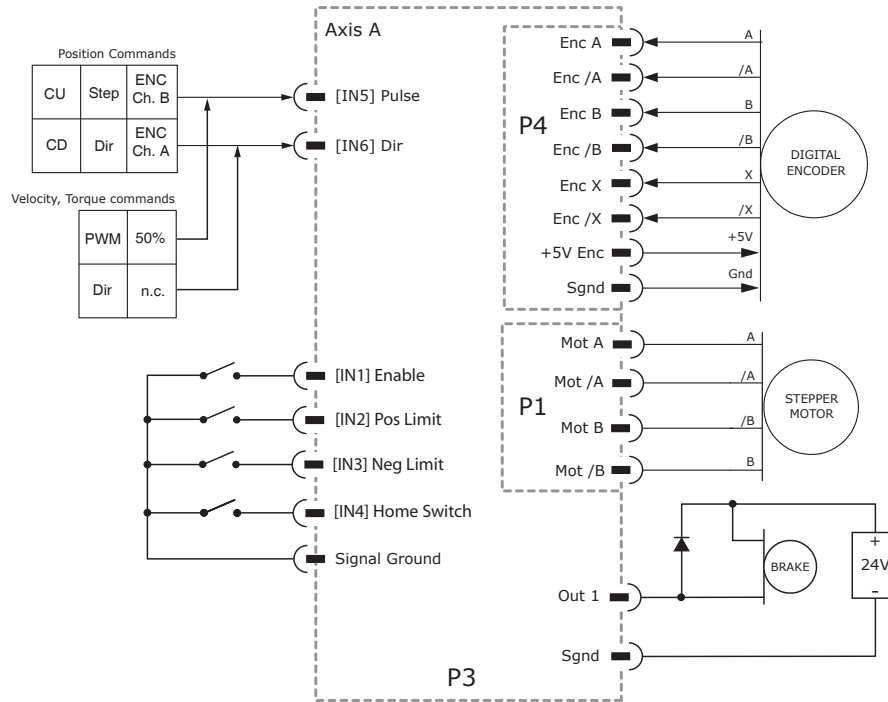 Axis A
Position Commands
CU Step ENC Ch. B
CD Dir ENC Ch. A
[IN5] Pulse
[IN6] Dir
Velocity, Torque commands
PWM 50%
Dir n.c.
[IN1] Enable
[IN2] Pos Limit
[IN3] Neg Limit
[IN4] Home Switch
Signal Ground
P4
Enc A A
Enc /A /A
Enc B B
Enc /B /B
Enc X X
Enc /X /X
+5V Enc +5V
Sgnd Gnd
DIGITAL
ENCODER
P1
Mot A A
Mot /A /A
Mot B /B
Mot /B B
STEPPER
MOTOR
Out 1
BRAKE
+
24V
-
Sgnd
P3